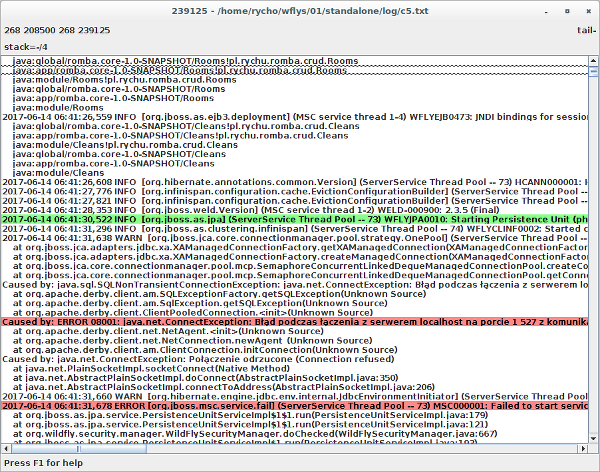 239125 - /home/rycho/wflys/01/standalone/log/c5.txt
268 208500 268 239125 tail-
stack=-/4
java:global/romba.core-1.0-SNAPSHOT/Rooms!pl.rychu.romba.crud.Rooms
java:app/romba.core-1.0-SNAPSHOT/Rooms!pl.rychu.romba.crud.Rooms
java:module/Rooms!pl.rychu.romba.crud.Rooms
java:global/romba.core-1.0-SNAPSHOT/Rooms
java:app/romba.core-1.0-SNAPSHOT/Rooms
java:module/Rooms
2017-06-14 06:41:26,559 INFO [org.jboss.as.ejb3.deployment] (MSC service thread 1-4) WFLYEJB0473: JNDI bindings for session
java:global/romba.core-1.0-SNAPSHOT/Cleans!pl.rychu.romba.crud.Cleans
java:app/romba.core-1.0-SNAPSHOT/Cleans!pl.rychu.romba.crud.Cleans
java:module/Cleans!pl.rychu.romba.crud.Cleans
java:global/romba.core-1.0-SNAPSHOT/Cleans
java:app/romba.core-1.0-SNAPSHOT/Cleans
java:module/Cleans
2017-06-14 06:41:26,608 INFO [org.hibernate.annotations.common.Version] (ServerService Thread Pool -- 73) HCANN000001: H
2017-06-14 06:41:27,776 INFO [org.infinispan.configuration.cache.EvictionConfigurationBuilder] (ServerService Thread Pool --
2017-06-14 06:41:27,821 INFO [org.infinispan.configuration.cache.EvictionConfigurationBuilder] (ServerService Thread Pool --
2017-06-14 06:41:28,353 INFO [org.jboss.weld.Version] (MSC service thread 1-2) WELD-000900: 2.3.5 (Final)
2017-06-14 06:41:30,522 INFO [org.jboss.as.jpa] (ServerService Thread Pool -- 73) WFLYJPA0010: Starting Persistence Unit (ph
2017-06-14 06:41:31,296 INFO [org.jboss.as.clustering.infinispan] (ServerService Thread Pool -- 74) WFLYCLINF0002: Started c
2017-06-14 06:41:31,638 WARN [org.jboss.jca.core.connectionmanager.pool.strategy.OnePool] (ServerService Thread Pool -- 73)
at org.jboss.jca.adapters.jdbc.xa.XAManagedConnectionFactory.getXAManagedConnection(XAManagedConnectionFactory
at org.jboss.jca.adapters.jdbc.xa.XAManagedConnectionFactory.createManagedConnection(XAManagedConnectionFactor
at org.jboss.jca.core.connectionmanager.pool.mcp.SemaphoreConcurrentLinkedDequeManagedConnectionPool.createCo
at org.jboss.jca.core.connectionmanager.pool.mcp.SemaphoreConcurrentLinkedDequeManagedConnectionPool.getConn
Caused by: java.sql.SQLNonTransientConnectionException: java.net.ConnectException: Błąd podczas łączenia z serwerem lo
at org.apache.derby.client.am.SQLExceptionFactory.getSQLException(Unknown Source)
at org.apache.derby.client.am.SqlException.getSQLException(Unknown Source)
at org.apache.derby.client.ClientPooledConnection.<init>(Unknown Source)
Caused by: ERROR 08001: java.net.ConnectException: Błąd podczas łączenia z serwerem localhost na porcie 1 527 z komunika
at org.apache.derby.client.net.NetAgent.<init>(Unknown Source)
at org.apache.derby.client.net.NetConnection.newAgent_(Unknown Source)
at org.apache.derby.client.am.ClientConnection.initConnection(Unknown Source)
Caused by: java.net.ConnectException: Połączenie odrzucone (Connection refused)
at java.net.PlainSocketImpl.socketConnect(Native Method)
at java.net.AbstractPlainSocketImpl.doConnect(AbstractPlainSocketImpl.java:350)
at java.net.AbstractPlainSocketImpl.connectToAddress(AbstractPlainSocketImpl.java:206)
2017-06-14 06:41:31,660 WARN [org.hibernate.engine.jdbc.env.internal.JdbcEnvironmentInitiator] (ServerService Thread Pool
2017-06-14 06:41:31,678 ERROR [org.jboss.msc.service.fail] (ServerService Thread Pool -- 73) MSC000001: Failed to start servic
at org.jboss.as.jpa.service.PersistenceUnitServiceImpl$1$1.run(PersistenceUnitServiceImpl.java:179)
at org.jboss.as.jpa.service.PersistenceUnitServiceImpl$1$1.run(PersistenceUnitServiceImpl.java:121)
at org.wildfly.security.manager.WildFlySecurityManager.doChecked(WildFlySecurityManager.java:667)
Press F1 for help